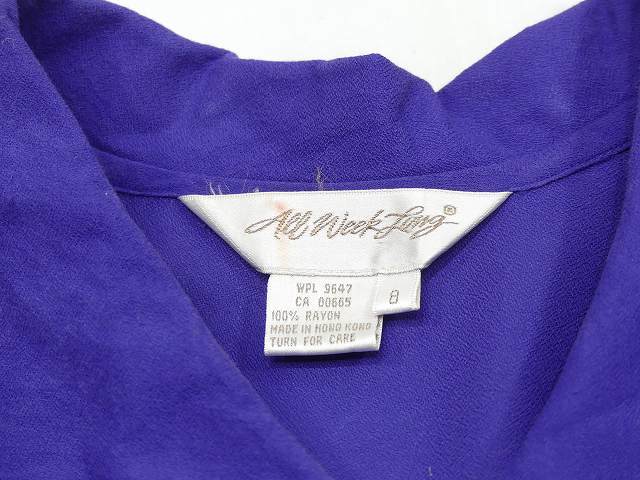 All Week Long®
WPL 9647
CA 00665
100% RAYON
MADE IN HONG KONG
TURN FOR CARE
8